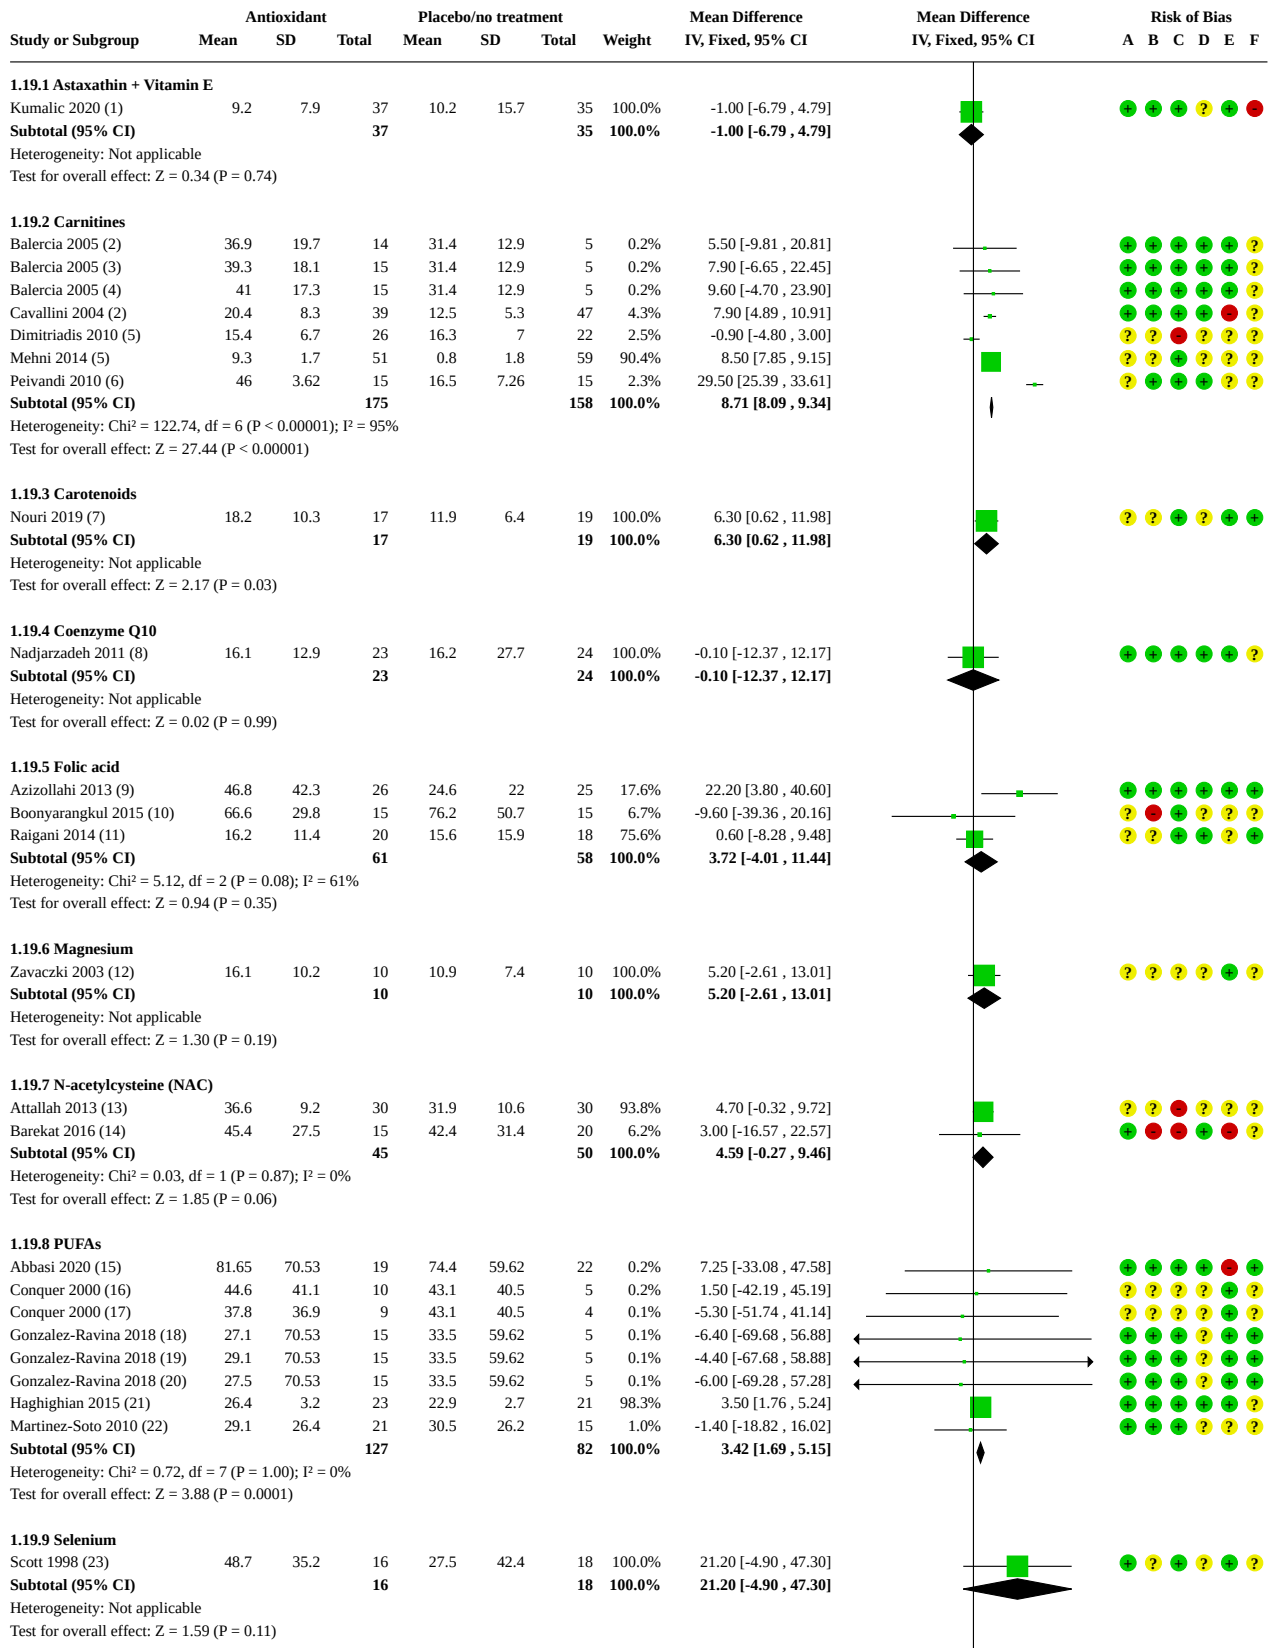 Antioxidant Placebo/no treatment Mean Difference Mean Difference Risk of Bias
Study or Subgroup Mean SD Total Mean SD Total Weight IV, Fixed, 95% CI IV, Fixed, 95% CI A B C D E F
1.19.1 Astaxathin + Vitamin E
Kumalic 2020 (1) 9.2 7.9 37 10.2 15.7 35 100.0% -1.00 [-6.79 , 4.79] + + + ? + -
Subtotal (95% CI) 37 35 100.0% -1.00 [-6.79 , 4.79]
Heterogeneity: Not applicable
Test for overall effect: Z = 0.34 (P = 0.74)
1.19.2 Carnitines
Balercia 2005 (2) 36.9 19.7 14 31.4 12.9 5 0.2% 5.50 [-9.81 , 20.81] + + + + + ?
Balercia 2005 (3) 39.3 18.1 15 31.4 12.9 5 0.2% 7.90 [-6.65 , 22.45] + + + + + ?
Balercia 2005 (4) 41 17.3 15 31.4 12.9 5 0.2% 9.60 [-4.70 , 23.90] + + + + + ?
Cavallini 2004 (2) 20.4 8.3 39 12.5 5.3 47 4.3% 7.90 [4.89 , 10.91] + + + + - ?
Dimitriadis 2010 (5) 15.4 6.7 26 16.3 7 22 2.5% -0.90 [-4.80 , 3.00] ? ? - ? ? ?
Mehni 2014 (5) 9.3 1.7 51 0.8 1.8 59 90.4% 8.50 [7.85 , 9.15] ? ? + ? ? ?
Peivandi 2010 (6) 46 3.62 15 16.5 7.26 15 2.3% 29.50 [25.39 , 33.61] ? + + + ? ?
Subtotal (95% CI) 175 158 100.0% 8.71 [8.09 , 9.34]
Heterogeneity: Chi² = 122.74, df = 6 (P < 0.00001); I² = 95%
Test for overall effect: Z = 27.44 (P < 0.00001)
1.19.3 Carotenoids
Nouri 2019 (7) 18.2 10.3 17 11.9 6.4 19 100.0% 6.30 [0.62 , 11.98] ? ? + ? + +
Subtotal (95% CI) 17 19 100.0% 6.30 [0.62 , 11.98]
Heterogeneity: Not applicable
Test for overall effect: Z = 2.17 (P = 0.03)
1.19.4 Coenzyme Q10
Nadjarzadeh 2011 (8) 16.1 12.9 23 16.2 27.7 24 100.0% -0.10 [-12.37 , 12.17] + + + + + ?
Subtotal (95% CI) 23 24 100.0% -0.10 [-12.37 , 12.17]
Heterogeneity: Not applicable
Test for overall effect: Z = 0.02 (P = 0.99)
1.19.5 Folic acid
Azizollahi 2013 (9) 46.8 42.3 26 24.6 22 25 17.6% 22.20 [3.80 , 40.60] + + + + + +
Boonyarangkul 2015 (10) 66.6 29.8 15 76.2 50.7 15 6.7% -9.60 [-39.36 , 20.16] ? - + ? ? ?
Raigani 2014 (11) 16.2 11.4 20 15.6 15.9 18 75.6% 0.60 [-8.28 , 9.48] ? ? + + ? +
Subtotal (95% CI) 61 58 100.0% 3.72 [-4.01 , 11.44]
Heterogeneity: Chi² = 5.12, df = 2 (P = 0.08); I² = 61%
Test for overall effect: Z = 0.94 (P = 0.35)
1.19.6 Magnesium
Zavaczki 2003 (12) 16.1 10.2 10 10.9 7.4 10 100.0% 5.20 [-2.61 , 13.01] ? ? ? ? + ?
Subtotal (95% CI) 10 10 100.0% 5.20 [-2.61 , 13.01]
Heterogeneity: Not applicable
Test for overall effect: Z = 1.30 (P = 0.19)
1.19.7 N-acetylcysteine (NAC)
Attallah 2013 (13) 36.6 9.2 30 31.9 10.6 30 93.8% 4.70 [-0.32 , 9.72] ? ? - ? ? ?
Barekat 2016 (14) 45.4 27.5 15 42.4 31.4 20 6.2% 3.00 [-16.57 , 22.57] + - - + - ?
Subtotal (95% CI) 45 50 100.0% 4.59 [-0.27 , 9.46]
Heterogeneity: Chi² = 0.03, df = 1 (P = 0.87); I² = 0%
Test for overall effect: Z = 1.85 (P = 0.06)
1.19.8 PUFAs
Abbasi 2020 (15) 81.65 70.53 19 74.4 59.62 22 0.2% 7.25 [-33.08 , 47.58] + + + + - +
Conquer 2000 (16) 44.6 41.1 10 43.1 40.5 5 0.2% 1.50 [-42.19 , 45.19] ? ? ? ? + ?
Conquer 2000 (17) 37.8 36.9 9 43.1 40.5 4 0.1% -5.30 [-51.74 , 41.14] ? ? ? ? + ?
Gonzalez-Ravina 2018 (18) 27.1 70.53 15 33.5 59.62 5 0.1% -6.40 [-69.68 , 56.88] + + + ? + +
Gonzalez-Ravina 2018 (19) 29.1 70.53 15 33.5 59.62 5 0.1% -4.40 [-67.68 , 58.88] + + + ? + +
Gonzalez-Ravina 2018 (20) 27.5 70.53 15 33.5 59.62 5 0.1% -6.00 [-69.28 , 57.28] + + + ? + +
Haghighian 2015 (21) 26.4 3.2 23 22.9 2.7 21 98.3% 3.50 [1.76 , 5.24] + + + + + ?
Martinez-Soto 2010 (22) 29.1 26.4 21 30.5 26.2 15 1.0% -1.40 [-18.82 , 16.02] + + + ? ? ?
Subtotal (95% CI) 127 82 100.0% 3.42 [1.69 , 5.15]
Heterogeneity: Chi² = 0.72, df = 7 (P = 1.00); I² = 0%
Test for overall effect: Z = 3.88 (P = 0.0001)
1.19.9 Selenium
Scott 1998 (23) 48.7 35.2 16 27.5 42.4 18 100.0% 21.20 [-4.90 , 47.30] + ? + ? + ?
Subtotal (95% CI) 16 18 100.0% 21.20 [-4.90 , 47.30]
Heterogeneity: Not applicable
Test for overall effect: Z = 1.59 (P = 0.11)